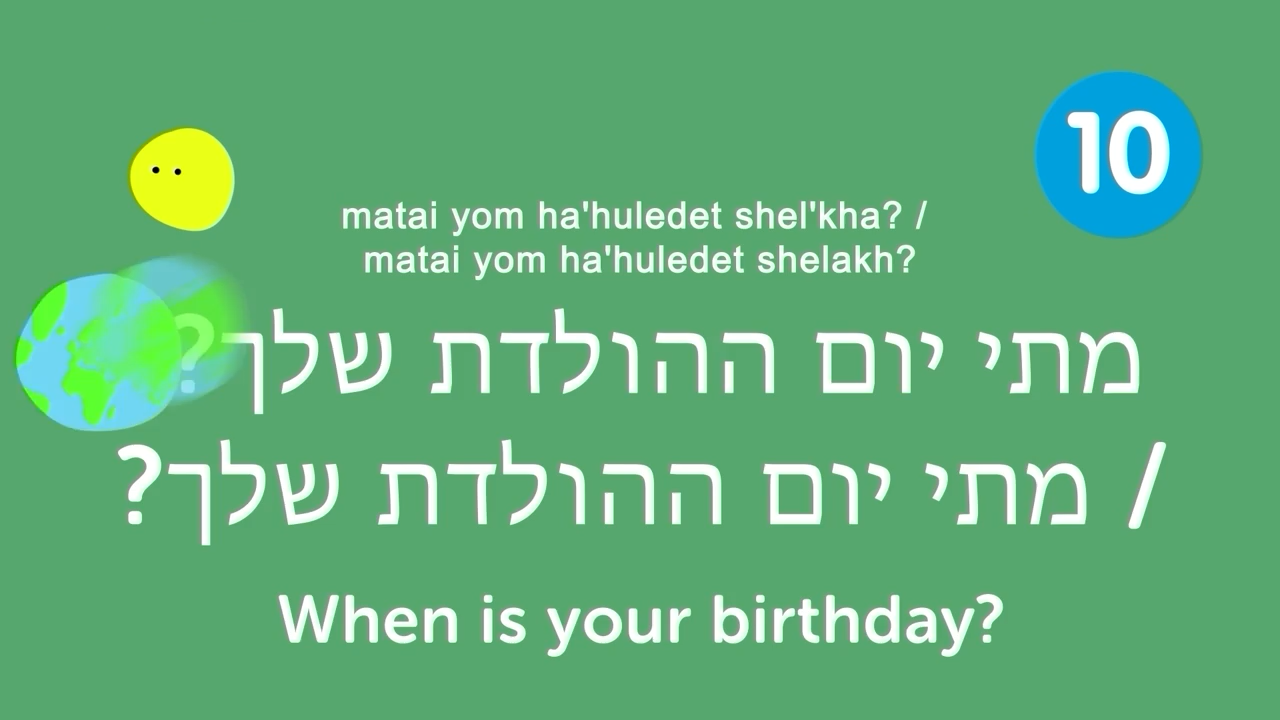 10
matai yom ha'huledet shel'kha? /
matai yom ha'huledet shelakh?
מתי יום ההולדת שלך?
/ מתי יום ההולדת שלך?
When is your birthday?